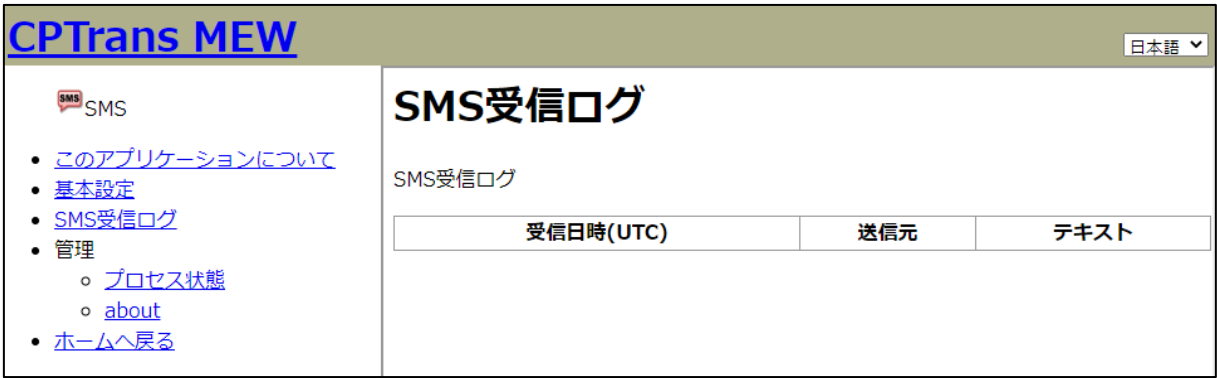 CPTrans MEW
日本語
SMS
SMS
このアプリケーションについて
基本設定
SMS受信ログ
管理
プロセス状態
about
ホームへ戻る
SMS受信ログ
SMS受信ログ
受信日時(UTC) 送信元 テキスト